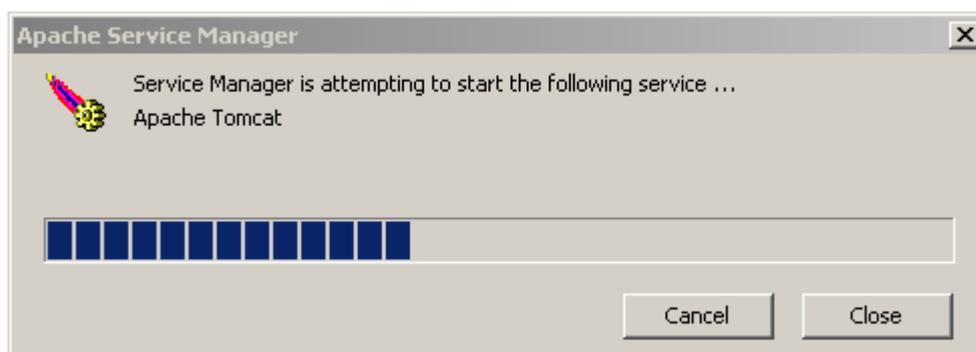 Apache Service Manager
Service Manager is attempting to start the following service ...
Apache Tomcat
Cancel
Close